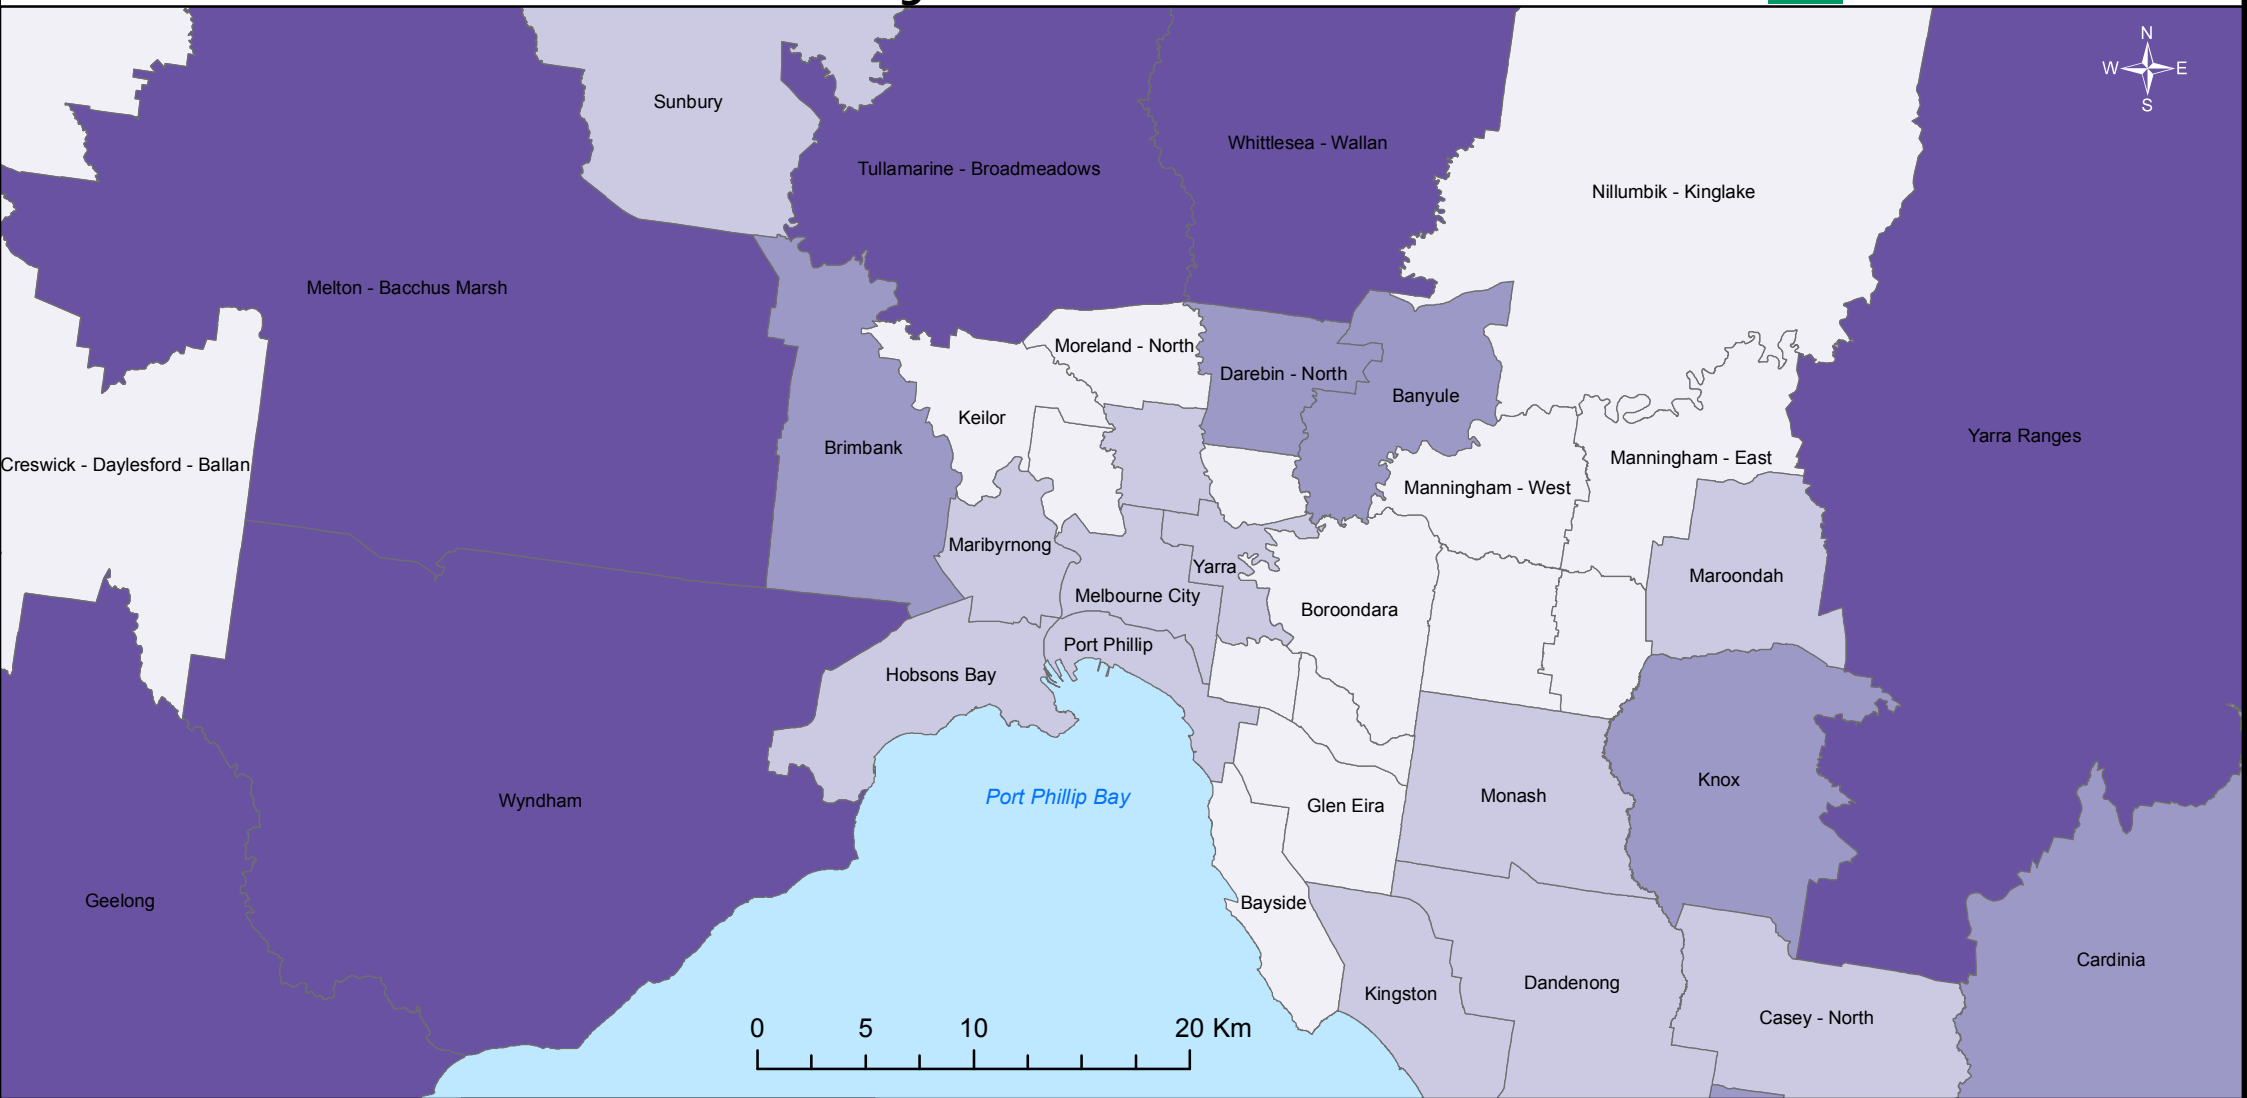 N
W E
S
Sunbury
Whittlesea - Wallan
Tullamarine - Broadmeadows
Nillumbik - Kinglake
Melton - Bacchus Marsh
Moreland - North
Darebin - North
Banyule
Keilor
Yarra Ranges
Brimbank
Manningham - East
Creswick - Daylesford - Ballan
Manningham - West
Maribyrnong
Yarra
Maroondah
Melbourne City
Boroondara
Port Phillip
Hobsons Bay
Knox
Port Phillip Bay
Monash
Wyndham
Glen Eira
Geelong
Bayside
Cardinia
Dandenong
Kingston
Casey - North
0 5 10 20 Km